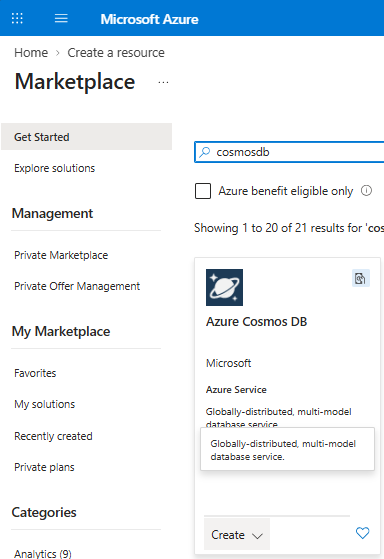 Microsoft Azure
Home > Create a resource
Marketplace ...
Get Started
Explore solutions
Management
Private Marketplace
Private Offer Management
My Marketplace
Favorites
My solutions
Recently created
Private plans
Categories
Analytics (9)
cosmosdb
Azure benefit eligible only
Showing 1 to 20 of 21 results for 'cos
Azure Cosmos DB
Microsoft
Azure Service
Globally-distributed, multi-model
database service.
Globally-distributed, multi-model
database service.
Create